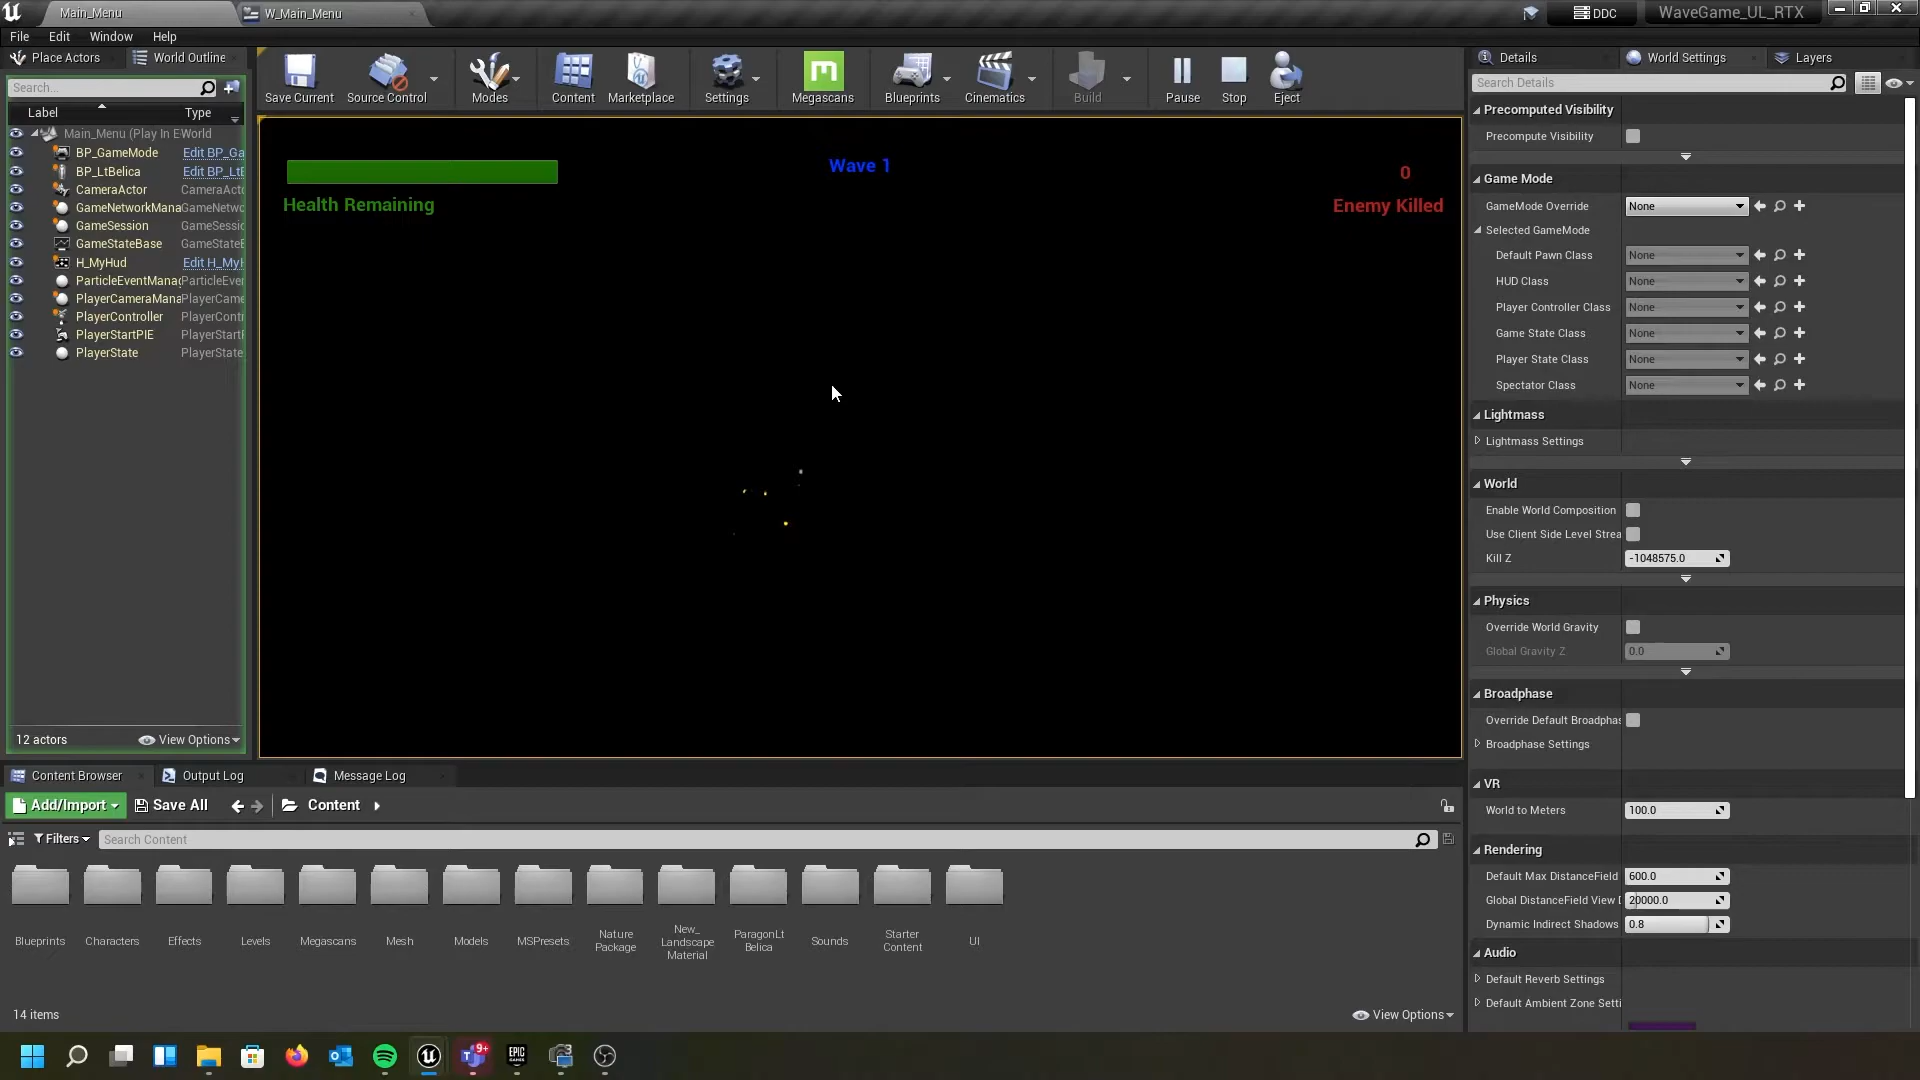 Main_Menu
W_Main_Menu
DDC
WaveGame_UL_RTX
File Edit Window Help
Place Actors
World Outline
Search...
Label Type
Main_Menu (Play In E World
BP_GameMode Edit BP_Ga
BP_LtBelica Edit BP_LtE
CameraActor CameraActo
GameNetworkMana GameNetwo
GameSession GameSessio
GameStateBase GameStateE
H_MyHud Edit H_MyH
ParticleEventManag ParticleEver
PlayerCameraMana PlayerCame
PlayerController PlayerContr
PlayerStartPIE PlayerStartF
PlayerState PlayerState
12 actors
View Options
Save Current
Source Control
Modes
Content
Marketplace
Settings
Megascans
Blueprints
Cinematics
Build
Pause
Stop
Eject
Health Remaining
Wave 1
0
Enemy Killed
Details
World Settings
Layers
Search Details
Precomputed Visibility
Precompute Visibility
Game Mode
GameMode Override None
Selected GameMode
Default Pawn Class None
HUD Class None
Player Controller Class None
Game State Class None
Player State Class None
Spectator Class None
Lightmass
Lightmass Settings
World
Enable World Composition
Use Client Side Level Strea
Kill Z -1048575.0
Physics
Override World Gravity
Global Gravity Z 0.0
Broadphase
Override Default Broadphas
Broadphase Settings
VR
World to Meters 100.0
Rendering
Default Max DistanceField 600.0
Global DistanceField View D 20000.0
Dynamic Indirect Shadows 0.8
Audio
Default Reverb Settings
Default Ambient Zone Setti
Content Browser
Output Log
Message Log
Add/Import
Save All
Content
Filters
Search Content
Blueprints
Characters
Effects
Levels
Megascans
Mesh
Models
MSPresets
Nature
Package
New_
Landscape
Material
ParagonLt
Belica
Sounds
Starter
Content
UI
14 items
View Options
9+
EPIC
GAMES